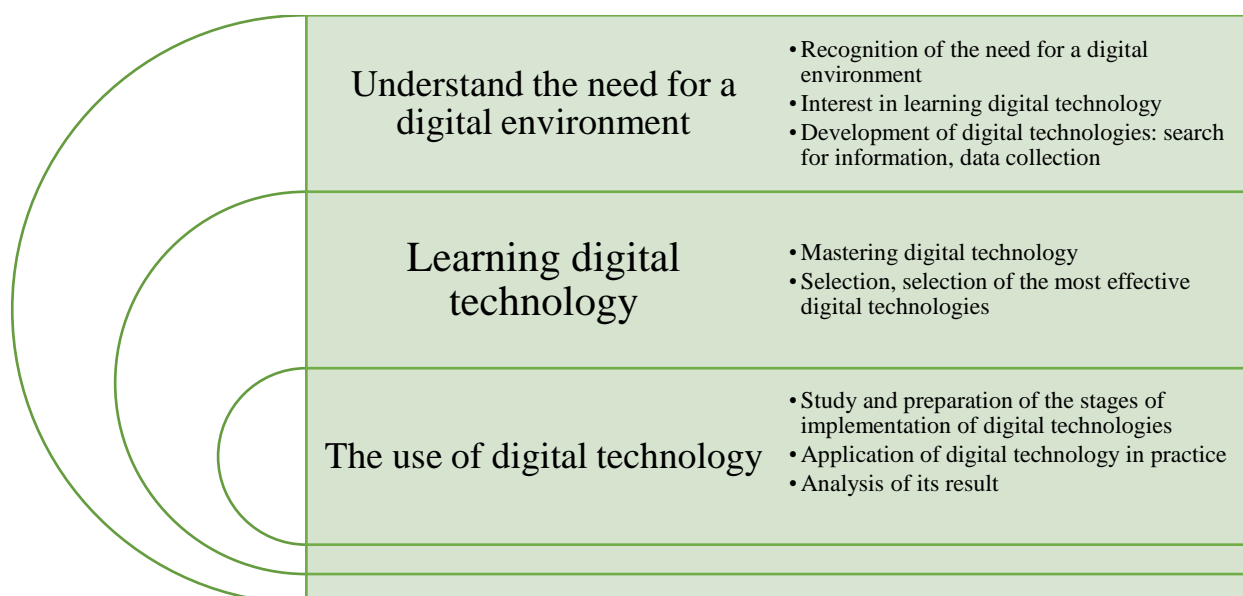 Understand the need for a
digital environment
• Recognition of the need for a digital
environment
• Interest in learning digital technology
• Development of digital technologies: search
for information, data collection
Learning digital
technology
• Mastering digital technology
• Selection, selection of the most effective
digital technologies
The use of digital technology
• Study and preparation of the stages of
implementation of digital technologies
• Application of digital technology in practice
• Analysis of its result